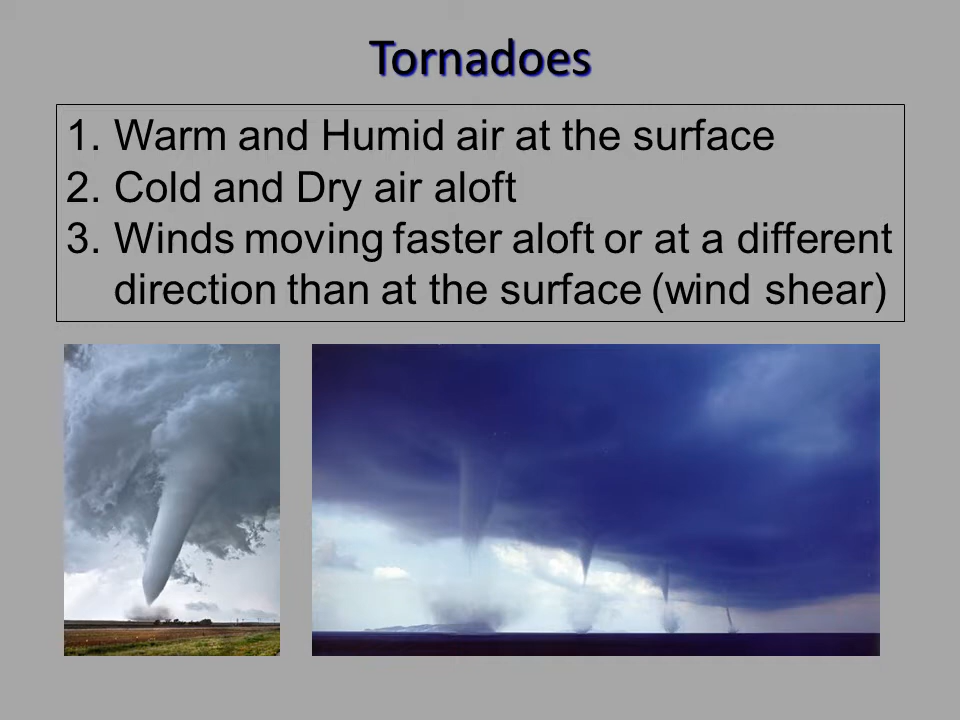 Tornadoes
1. Warm and Humid air at the surface
2. Cold and Dry air aloft
3. Winds moving faster aloft or at a different
direction than at the surface (wind shear)